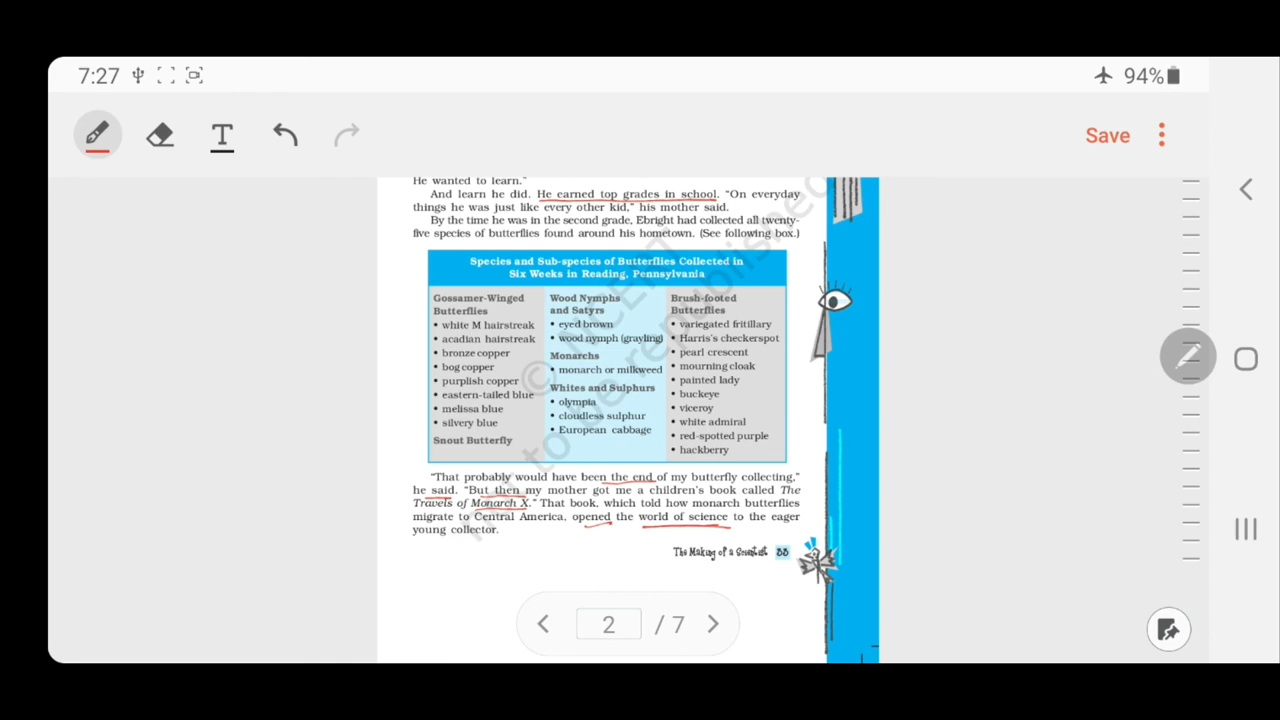 7:27
94%
Save
He wanted to learn."
And learn he did. He earned top grades in school. "On everyday
things he was just like every other kid," his mother said.
By the time he was in the second grade, Ebright had collected all twenty-
five species of butterflies found around his hometown. (See following box.)
Species and Sub-species of Butterflies Collected in
Six Weeks in Reading, Pennsylvania
Gossamer-Winged
Butterflies
• white M hairstreak
• acadian hairstreak
• bronze copper
• bog copper
• purplish copper
• eastern-tailed blue
• melissa blue
• silvery blue
Snout Butterfly
Wood Nymphs
and Satyrs
• eyed brown
• wood nymph (grayling)
Monarchs
• monarch or milkweed
Whites and Sulphurs
• olympia
• cloudless sulphur
• European cabbage
Brush-footed
Butterflies
• variegated fritillary
• Harris's checkerspot
• pearl crescent
• mourning cloak
• painted lady
• buckeye
• viceroy
• white admiral
• red-spotted purple
• hackberry
"That probably would have been the end of my butterfly collecting,"
he said. "But then my mother got me a children's book called The
Travels of Monarch X." That book, which told how monarch butterflies
migrate to Central America, opened the world of science to the eager
young collector.
The Making of a Scientist 33
2 / 7
© NCERT
to be republished